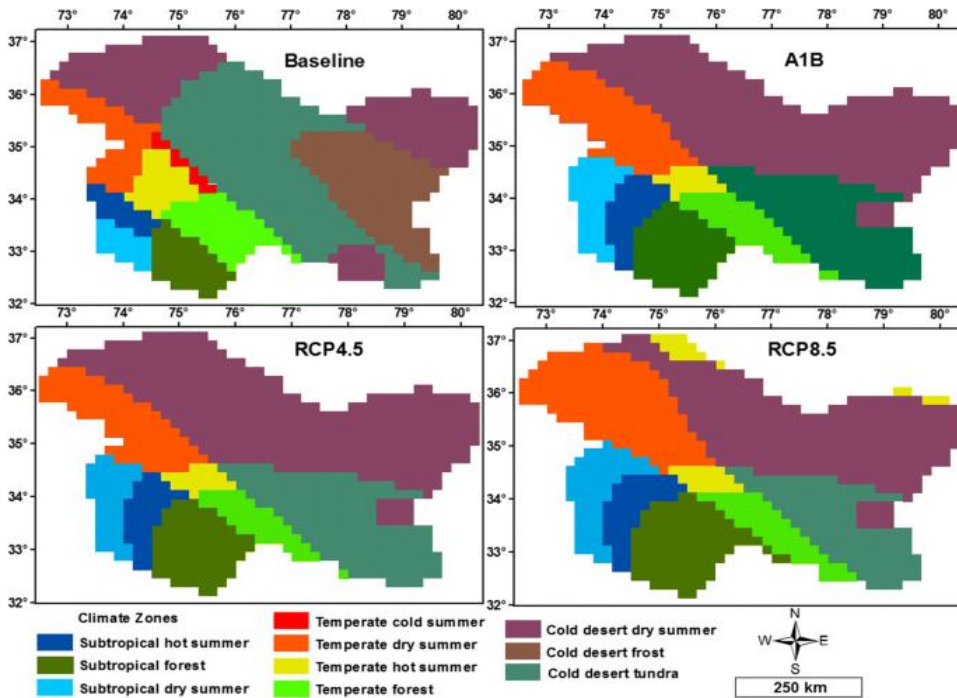 73° 74° 75° 76° 77° 78° 79° 80°
73° 74° 75° 76° 77° 78° 79° 80°
37°
36°
35°
34°
33°
32°
Baseline
37°
36°
35°
34°
33°
32°
A1B
73° 74° 75° 76° 77° 78° 79° 80°
73° 74° 75° 76° 77° 78° 79° 80°
37°
36°
35°
34°
33°
32°
RCP4.5
37°
36°
35°
34°
33°
32°
RCP8.5
Climate Zones
Subtropical hot summer
Subtropical forest
Subtropical dry summer
Temperate cold summer
Temperate dry summer
Temperate hot summer
Temperate forest
Cold desert dry summer
Cold desert frost
Cold desert tundra
N
W E
S
250 km